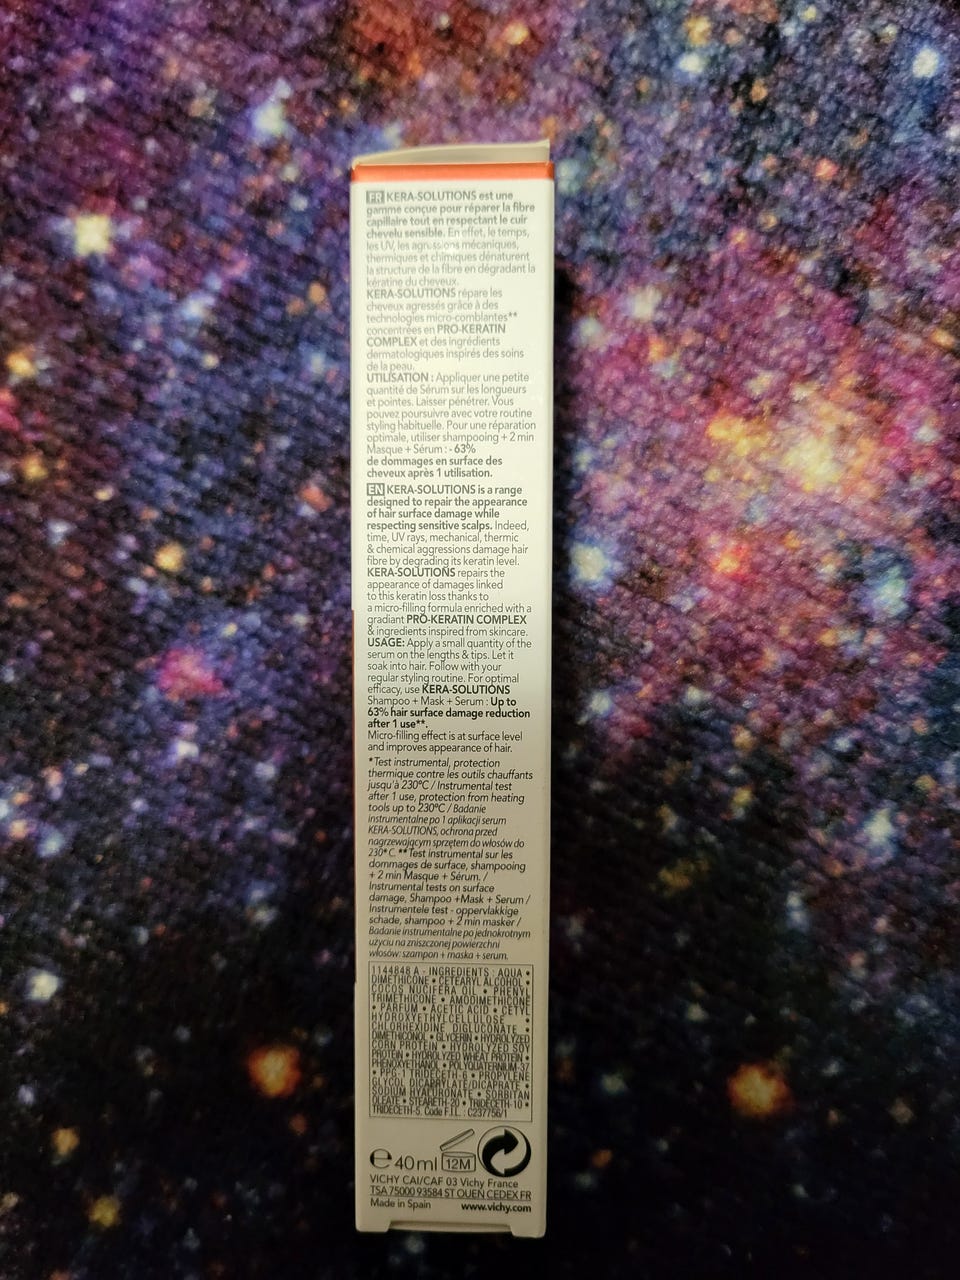 FR KERA-SOLUTIONS est une
gamme conçue pour réparer la fibre
capillaire tout en respectant le cuir
chevelu sensible. En effet, le temps,
les UV, les agressions mécaniques,
thermiques et chimiques dénaturent
la structure de la fibre en dégradant la
kératine du cheveux.
KERA-SOLUTIONS répare les
cheveux agressés grâce à des
technologies micro-comblantes**
concentrées en PRO-KERATIN
COMPLEX et des ingrédients
dermatologiques inspirés des soins
de la peau.
UTILISATION : Appliquer une petite
quantité de Sérum sur les longueurs
et pointes. Laisser pénétrer. Vous
pouvez poursuivre avec votre routine
styling habituelle. Pour une réparation
optimale, utiliser shampooing + 2 min
Masque + Sérum : - 63%
de dommages en surface des
cheveux après 1 utilisation.
EN KERA-SOLUTIONS is a range
designed to repair the appearance
of hair surface damage while
respecting sensitive scalps. Indeed,
time, UV rays, mechanical, thermic
& chemical aggressions damage hair
fibre by degrading its keratin level.
KERA-SOLUTIONS repairs the
appearance of damages linked
to this keratin loss thanks to
a micro-filling formula enriched with a
gradiant PRO-KERATIN COMPLEX
& ingredients inspired from skincare.
USAGE: Apply a small quantity of the
serum on the lengths & tips. Let it
soak into hair. Follow with your
regular styling routine. For optimal
efficacy, use KERA-SOLUTIONS
Shampoo + Mask + Serum : Up to
63% hair surface damage reduction
after 1 use**.
Micro-filling effect is at surface level
and improves appearance of hair.
*Test instrumental, protection
thermique contre les outils chauffants
jusqu'à 230°C / Instrumental test
after 1 use, protection from heating
tools up to 230°C / Badanie
instrumentalne po 1 aplikacji serum
KERA-SOLUTIONS, ochrona przed
nagrzewającym sprzętem do włosów do
230°C. **Test instrumental sur les
dommages de surface, shampooing
+ 2 min Masque + Sérum. /
Instrumental tests on surface
damage, Shampoo +Mask + Serum /
Instrumentele test - oppervlakkige
schade, shampoo + 2 min masker /
Badanie instrumentalne po jednokrotnym
użyciu na zniszczonej powierzchni
włosów: szampon + maska + serum.
1144848 A - INGREDIENTS : AQUA •
DIMETHICONE • CETEARYL ALCOHOL •
COCOS NUCIFERA OIL • PHENYL
TRIMETHICONE • AMODIMETHICONE
• PARFUM • ACETIC ACID • CETYL
HYDROXYETHYLCELLULOSE •
CHLORHEXIDINE DIGLUCONATE •
DIMETHICONOL • GLYCERIN • HYDROLYZED
CORN PROTEIN • HYDROLYZED SOY
PROTEIN • HYDROLYZED WHEAT PROTEIN •
PHENOXYETHANOL • POLYQUATERNIUM-37
• PPG-1 TRIDECETH-6 • PROPYLENE
GLYCOL DICAPRYLATE/DICAPRATE •
SODIUM HYALURONATE • SORBITAN
OLEATE • STEARETH-20 • TRIDECETH-10 •
TRIDECETH-5. Code F.I.L. : C237756/1
e 40 ml 12M
VICHY CAI/CAF 03 Vichy France
TSA 75000 93584 ST OUEN CEDEX FR
Made in Spain www.vichy.com